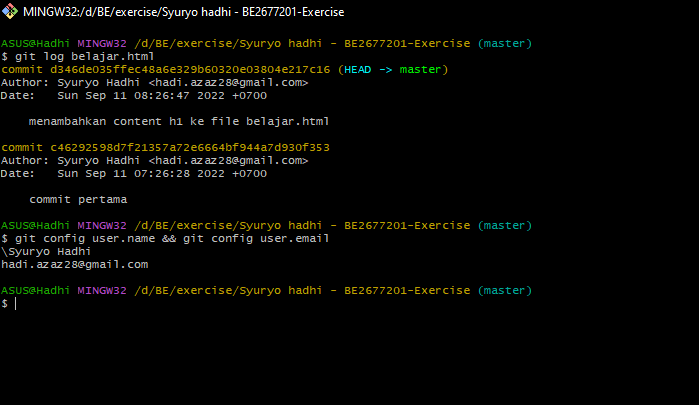 MINGW32:/d/BE/exercise/Syuryo hadhi - BE2677201-Exercise
ASUS@Hadhi MINGW32 /d/BE/exercise/Syuryo hadhi - BE2677201-Exercise (master)
$ git log belajar.html
commit d346de035ffec48a6e329b60320e03804e217c16 (HEAD -> master)
Author: Syuryo Hadhi <hadi.azaz28@gmail.com>
Date:   Sun Sep 11 08:26:47 2022 +0700
    menambahkan content h1 ke file belajar.html
commit c46292598d7f21357a72e6664bf944a7d930f353
Author: Syuryo Hadhi <hadi.azaz28@gmail.com>
Date:   Sun Sep 11 07:26:28 2022 +0700
    commit pertama
ASUS@Hadhi MINGW32 /d/BE/exercise/Syuryo hadhi - BE2677201-Exercise (master)
$ git config user.name && git config user.email
\Syuryo Hadhi
hadi.azaz28@gmail.com
ASUS@Hadhi MINGW32 /d/BE/exercise/Syuryo hadhi - BE2677201-Exercise (master)
$